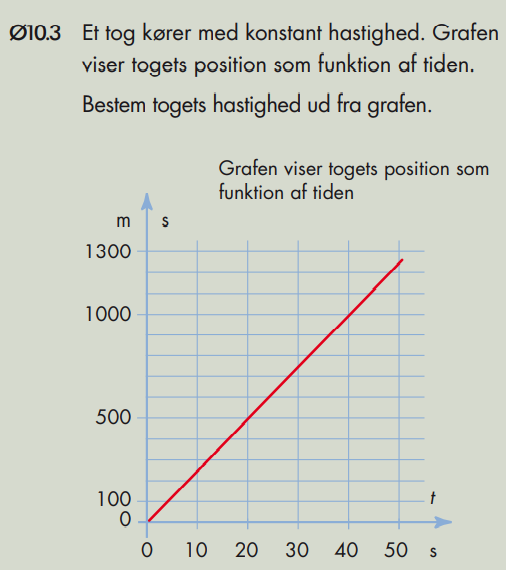 Ø10.3 Et tog kører med konstant hastighed. Grafen
viser togets position som funktion af tiden.
Bestem togets hastighed ud fra grafen.
Grafen viser togets position som
funktion af tiden
m s
1300
1000
500
100
0
t
0 10 20 30 40 50 s